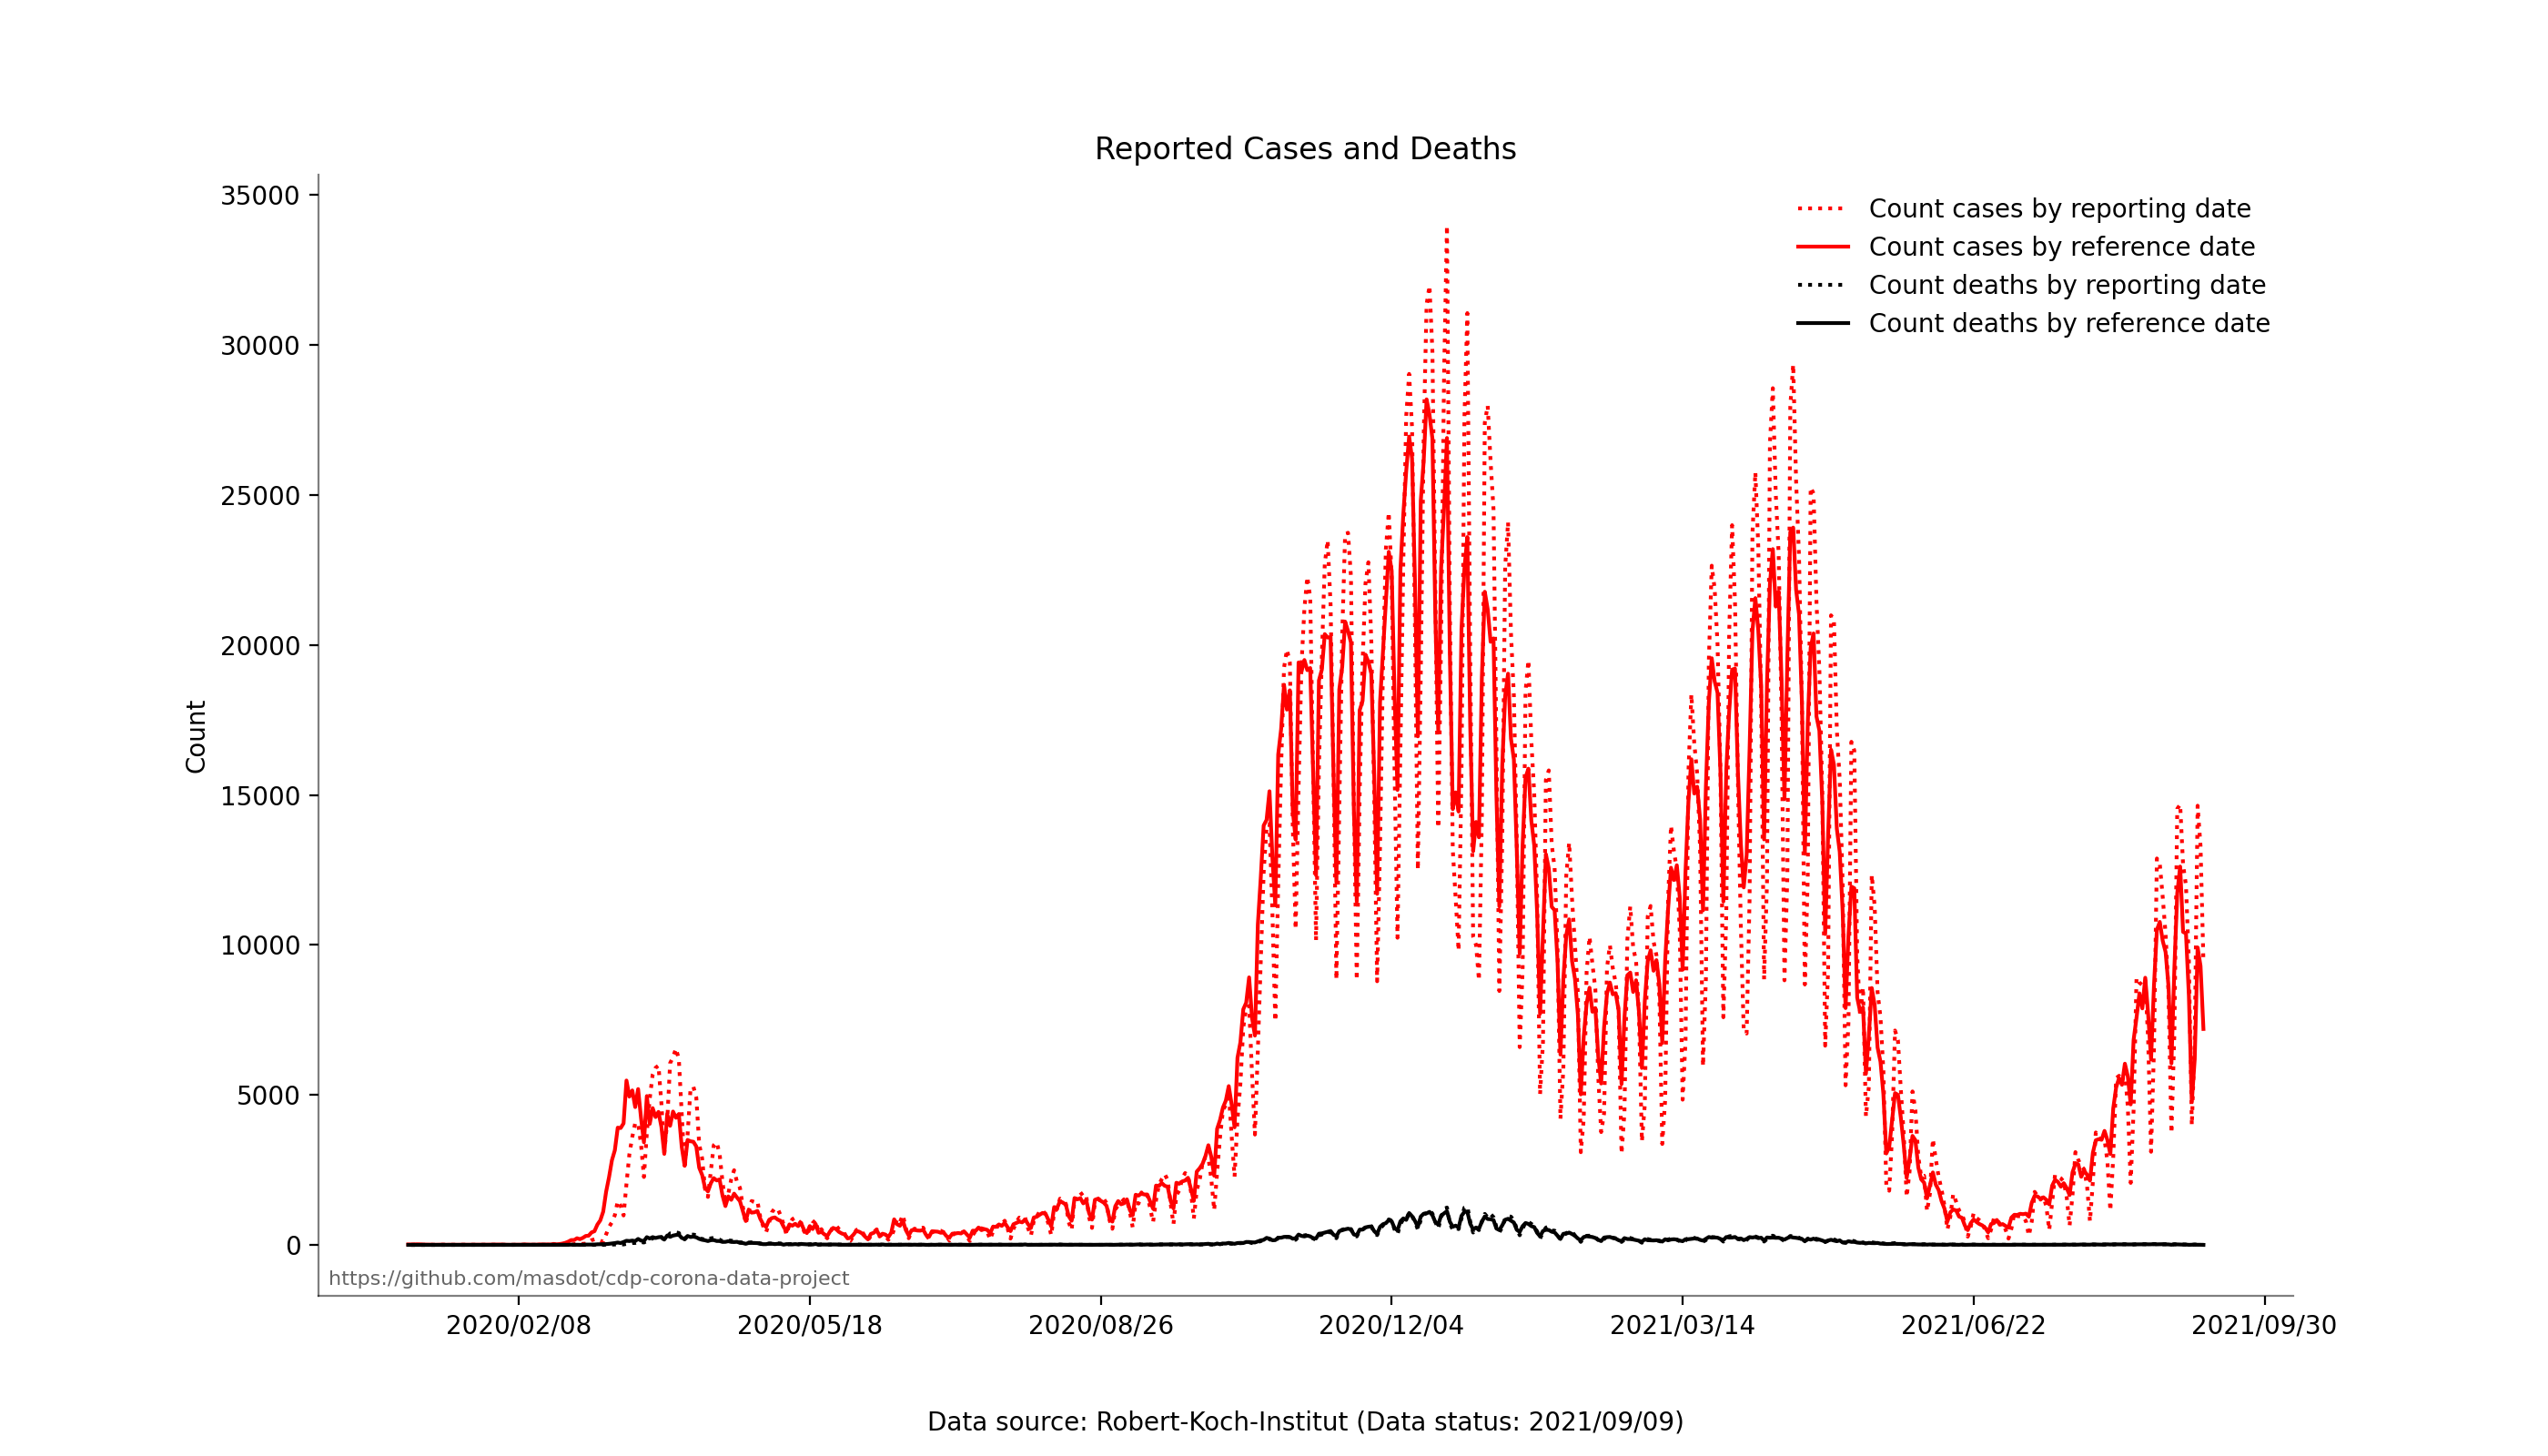 Reported Cases and Deaths
35000
30000
25000
20000
15000
10000
5000
0
Count
Count cases by reporting date
Count cases by reference date
Count deaths by reporting date
Count deaths by reference date
https://github.com/masdot/cdp-corona-data-project
2020/02/08
2020/05/18
2020/08/26
2020/12/04
2021/03/14
2021/06/22
2021/09/30
Data source: Robert-Koch-Institut (Data status: 2021/09/09)